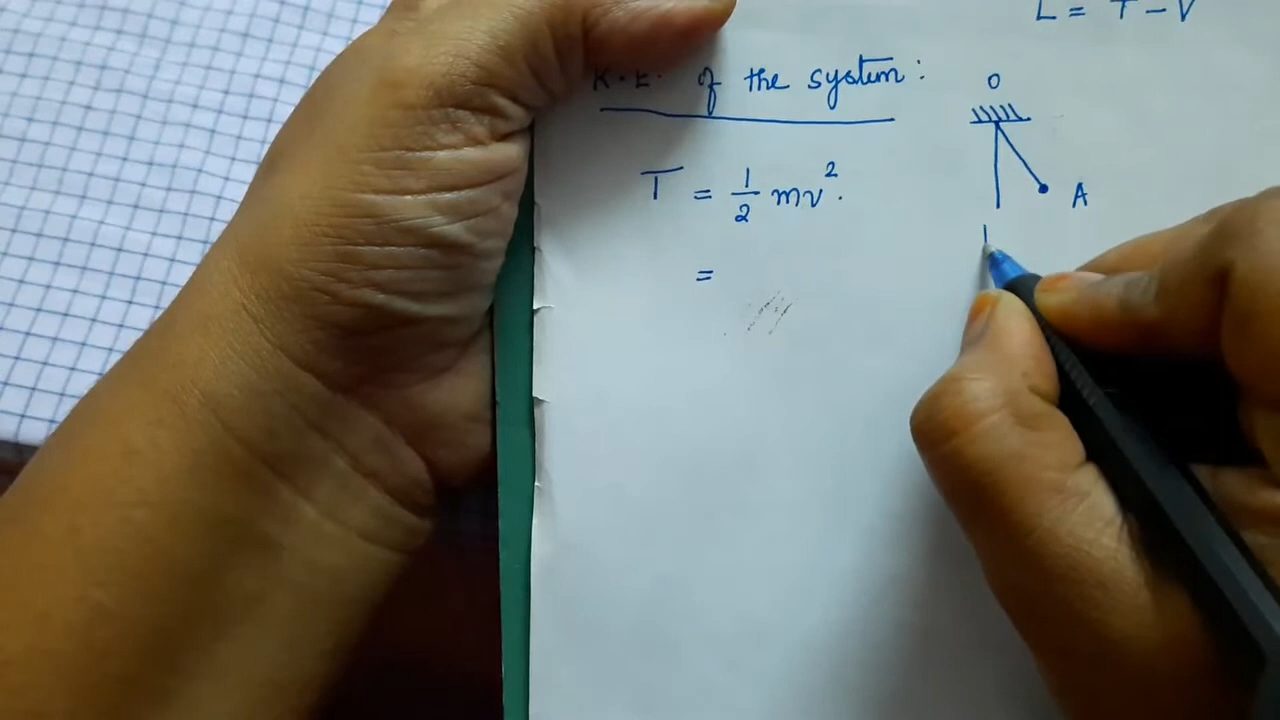 L = T - V
K.E. of the system :
O
T = 1/2 mv².
A
=